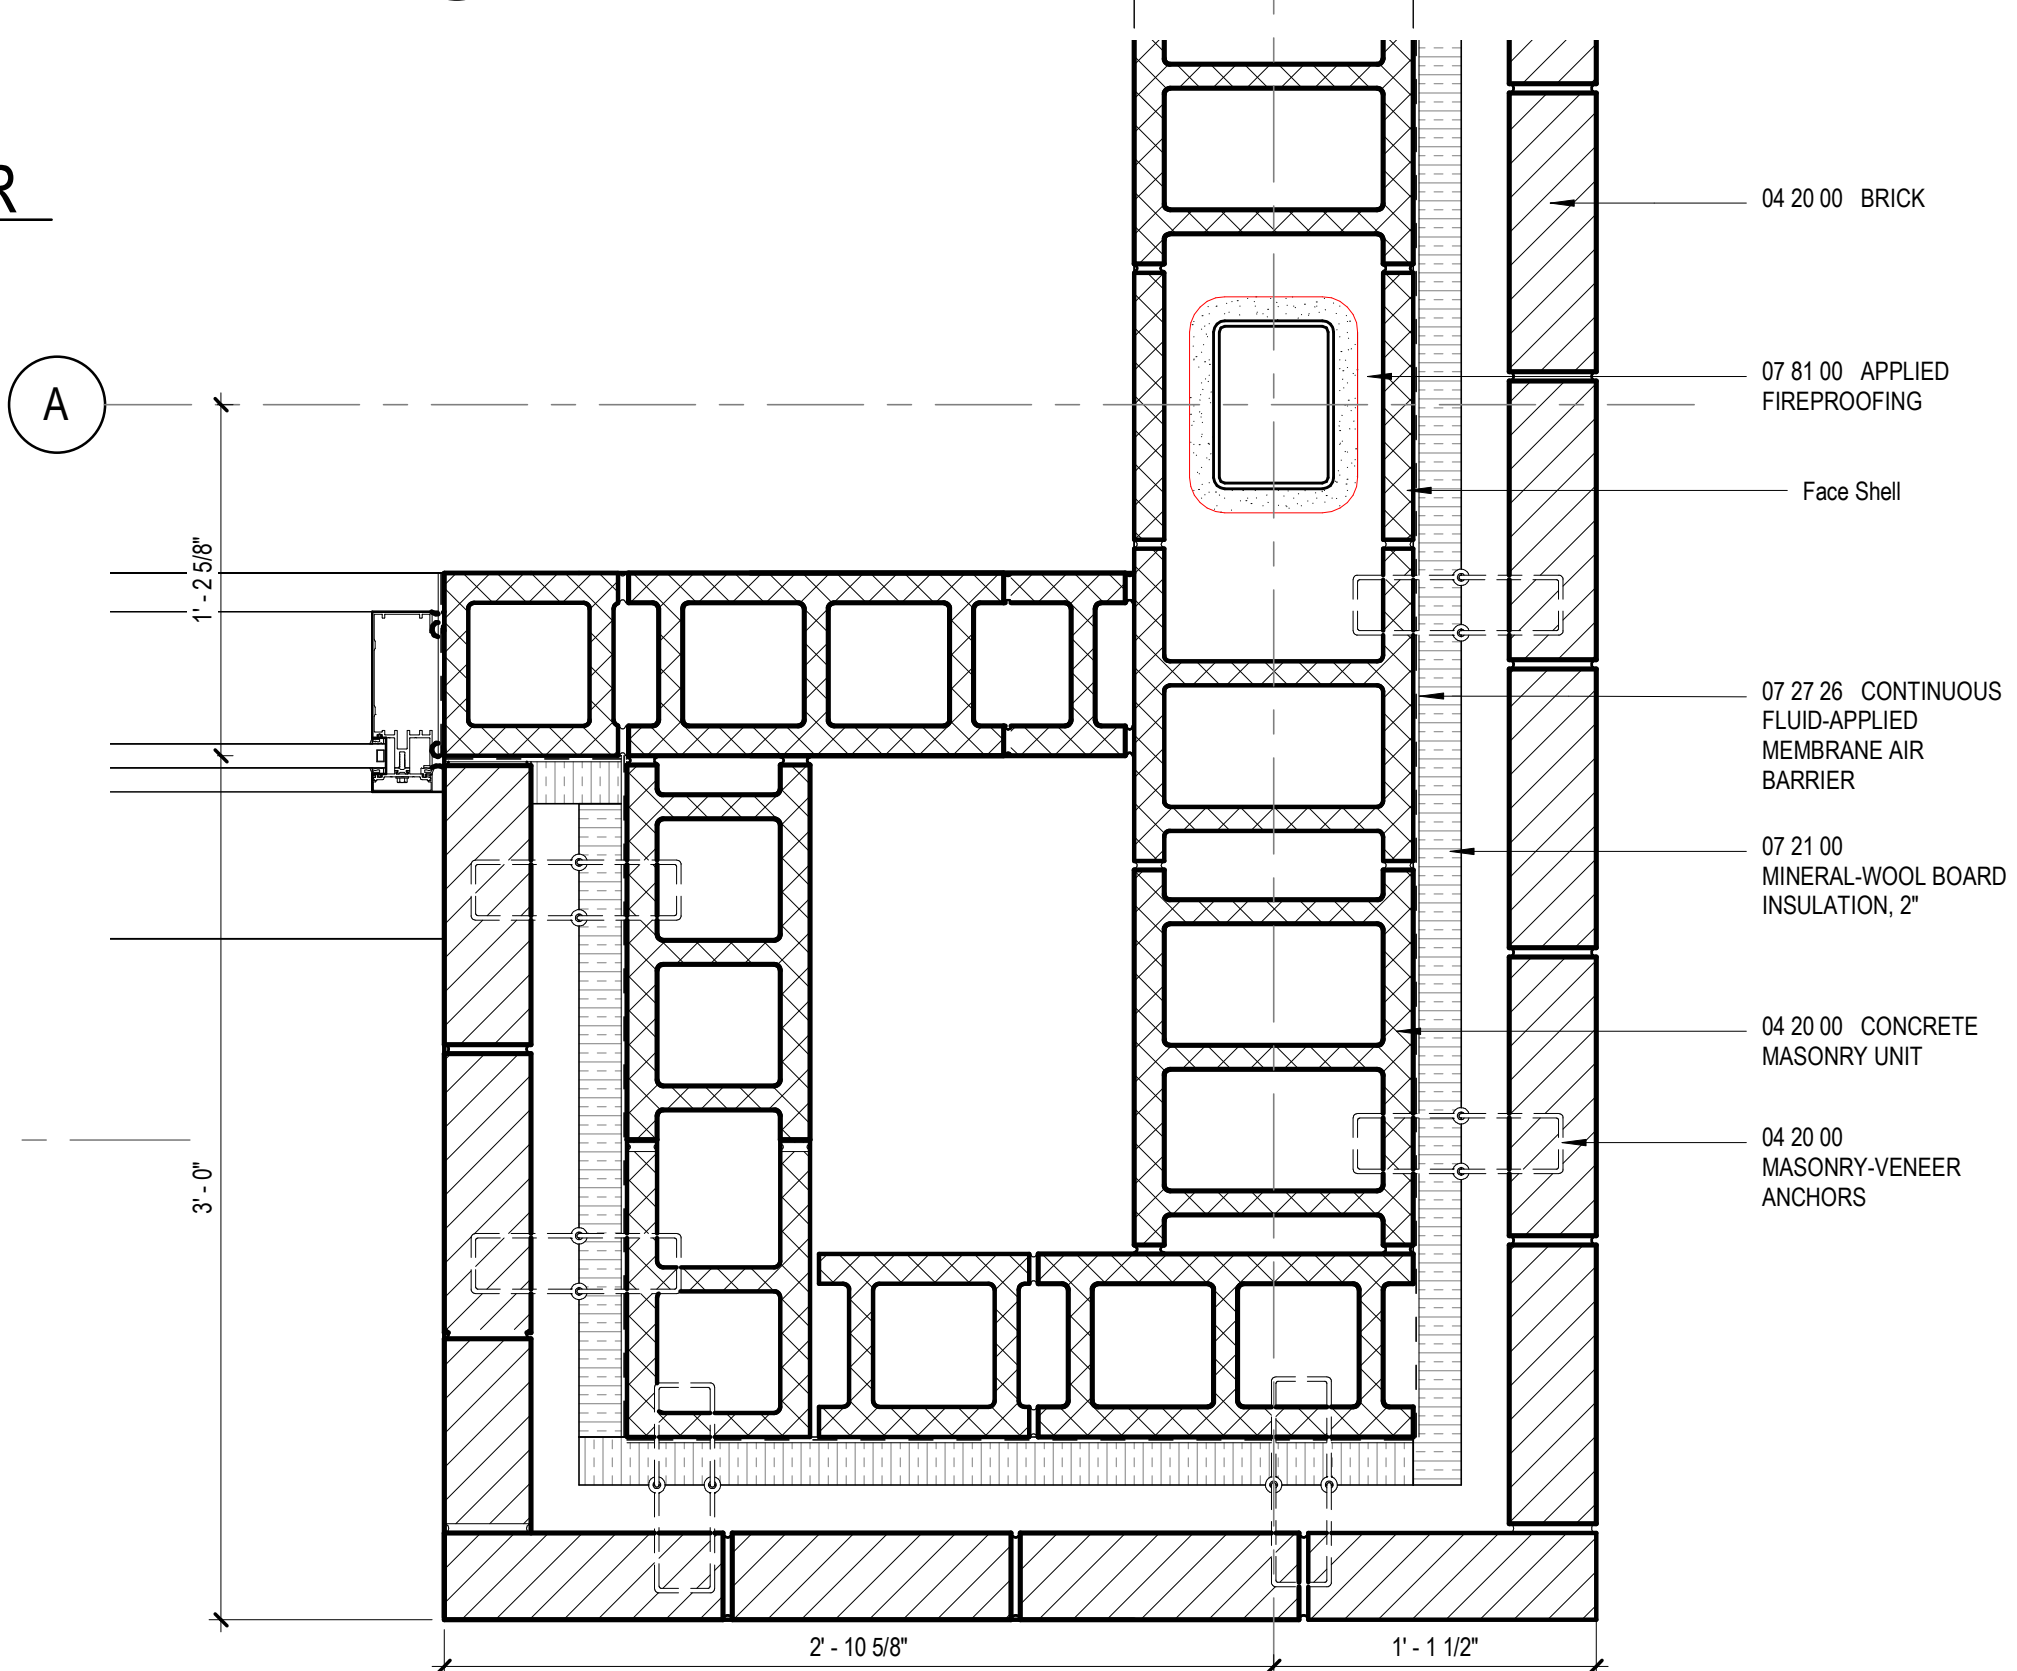 R
04 20 00 BRICK
A
07 81 00 APPLIED
FIREPROOFING
Face Shell
1' - 2 5/8"
07 27 26 CONTINUOUS
FLUID-APPLIED
MEMBRANE AIR
BARRIER
07 21 00
MINERAL-WOOL BOARD
INSULATION, 2"
04 20 00 CONCRETE
MASONRY UNIT
04 20 00
MASONRY-VENEER
ANCHORS
3' - 0"
2' - 10 5/8"
1' - 1 1/2"